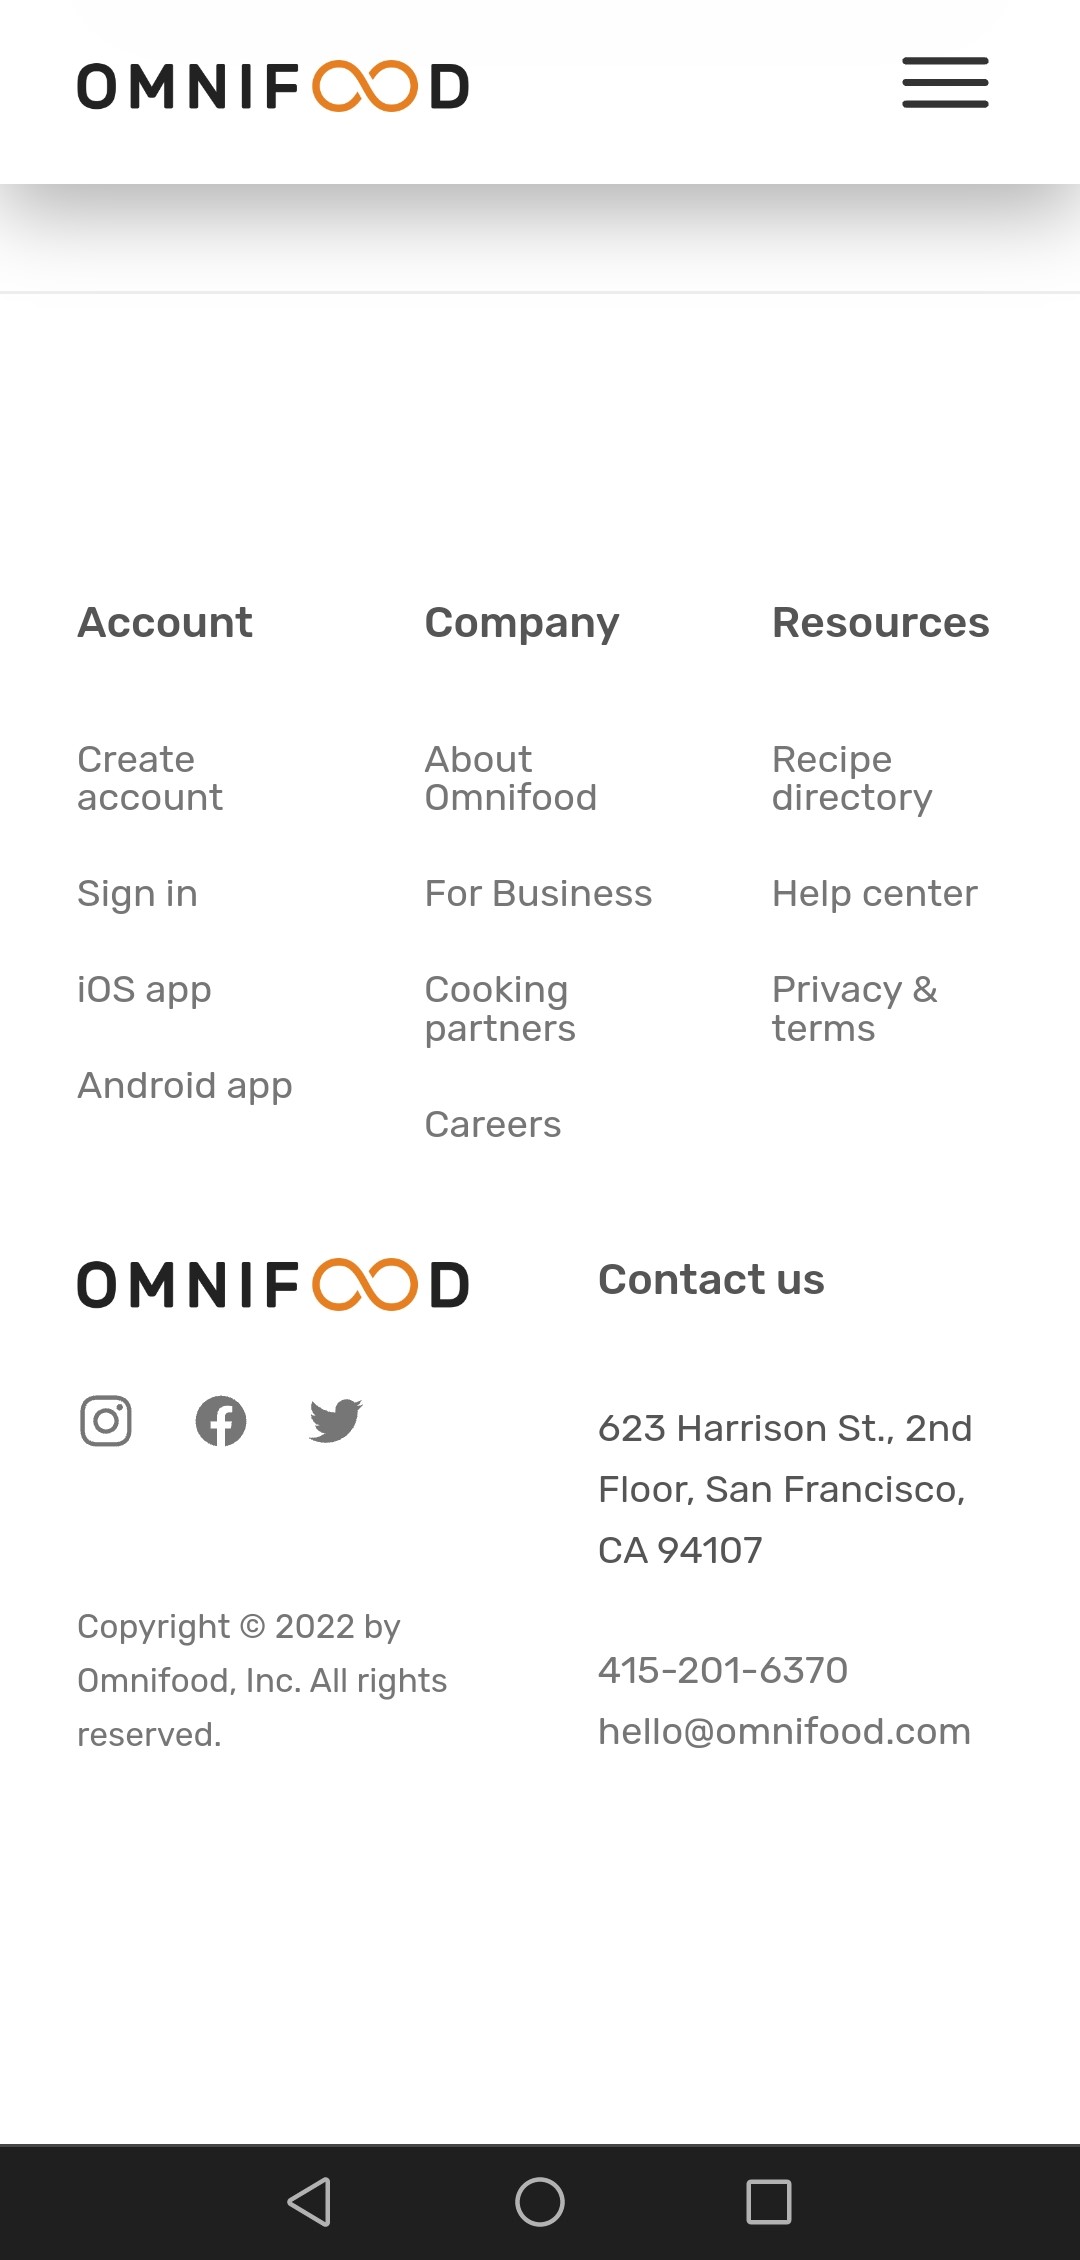 OMNIFOOD
Account
Create
account
Sign in
iOS app
Android app
Company
About
Omnifood
For Business
Cooking
partners
Careers
Resources
Recipe
directory
Help center
Privacy &
terms
OMNIFOOD
Copyright © 2022 by
Omnifood, Inc. All rights
reserved.
Contact us
623 Harrison St., 2nd
Floor, San Francisco,
CA 94107
415-201-6370
hello@omnifood.com